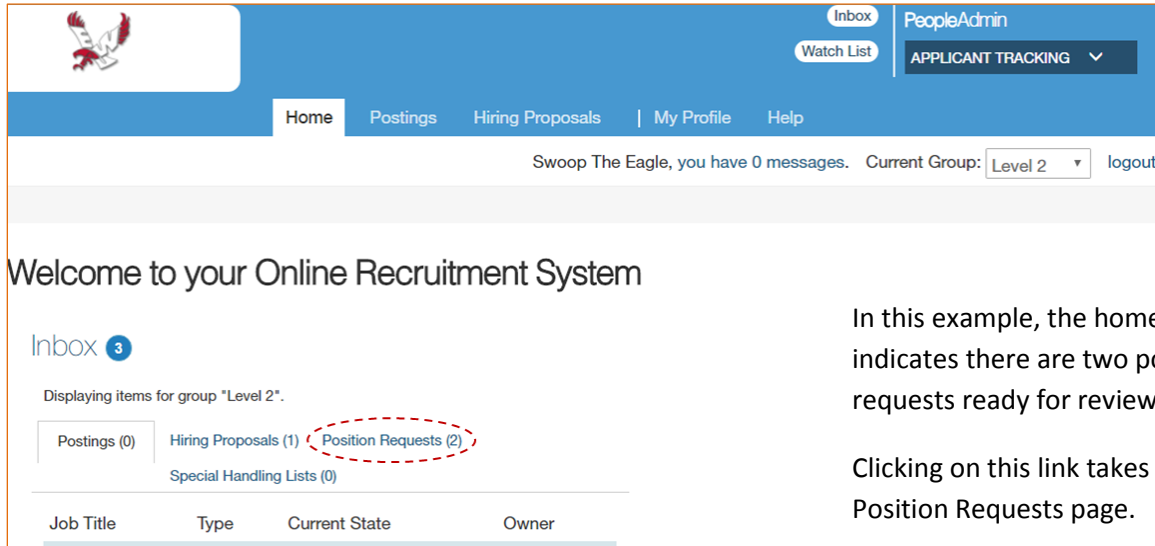 Inbox
PeopleAdmin
Watch List
APPLICANT TRACKING
Home Postings Hiring Proposals | My Profile Help
Swoop The Eagle, you have 0 messages. Current Group: Level 2 logout
Welcome to your Online Recruitment System
Inbox 3
Displaying items for group "Level 2".
Postings (0) Hiring Proposals (1) Position Requests (2)
Special Handling Lists (0)
Job Title Type Current State Owner
In this example, the home
indicates there are two po
requests ready for review
Clicking on this link takes
Position Requests page.